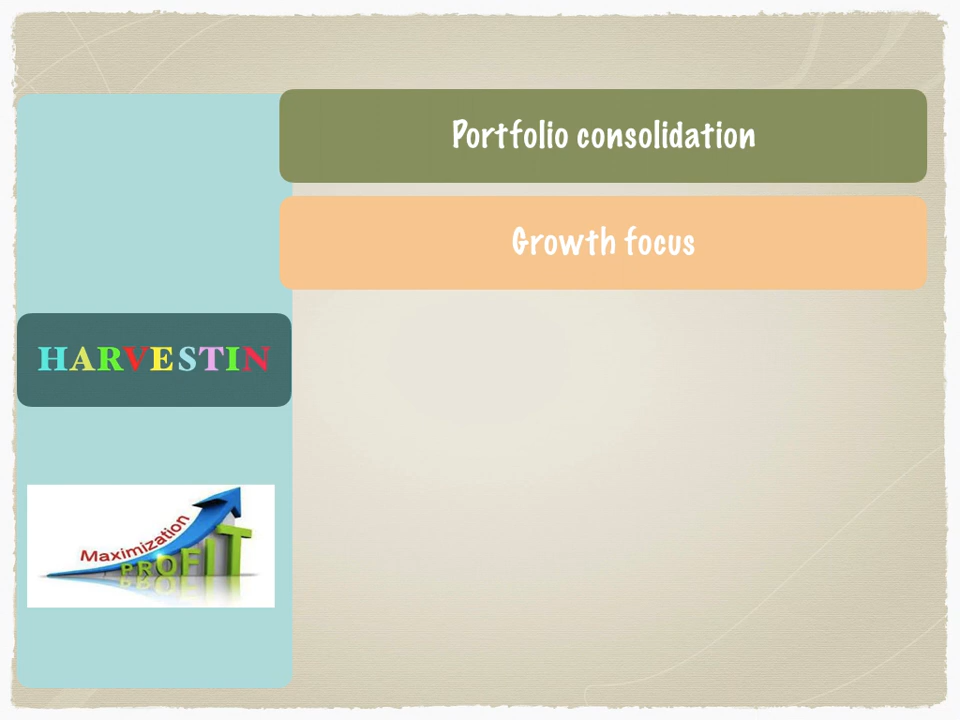 Portfolio consolidation
Growth focus
HARVESTIN
Maximization
PROFIT